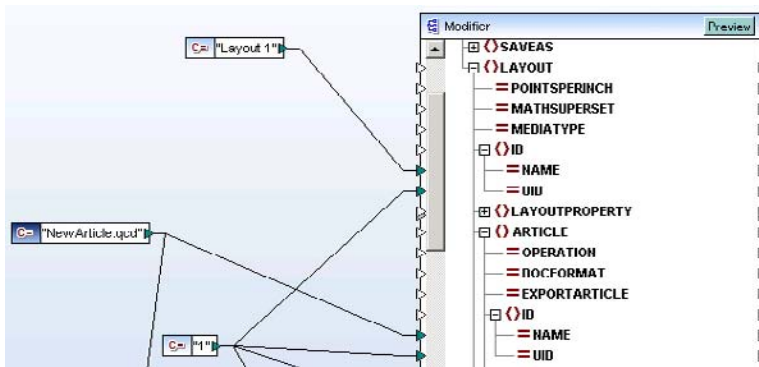 Modifier
Preview
C= "Layout 1"
SAVEAS
LAYOUT
= POINTSPERINCH
= MATHSUPERSET
= MEDIATYPE
ID
= NAME
= UID
C= "NewArticle.qcd"
LAYOUTPROPERTY
ARTICLE
= OPERATION
= DOCFORMAT
= EXPORTARTICLE
ID
C= "1"
= NAME
= UID